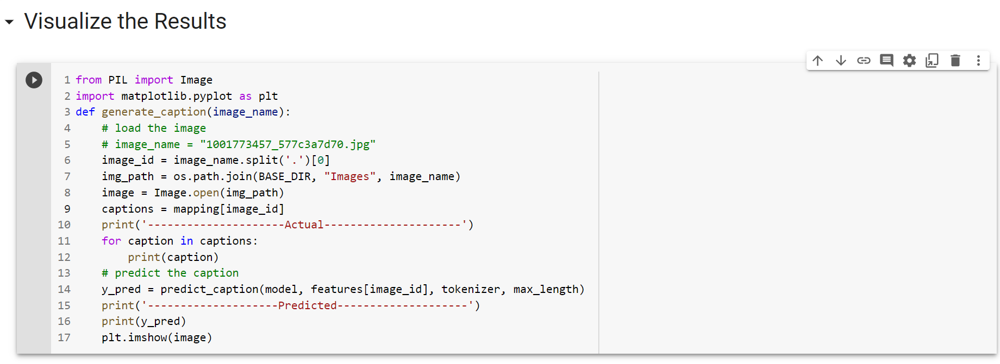 Visualize the Results
1 from PIL import Image
2 import matplotlib.pyplot as plt
3 def generate_caption(image_name):
4     # load the image
5     # image_name = "1001773457_577c3a7d70.jpg"
6     image_id = image_name.split('.')[0]
7     img_path = os.path.join(BASE_DIR, "Images", image_name)
8     image = Image.open(img_path)
9     captions = mapping[image_id]
10     print('---------------------Actual---------------------')
11     for caption in captions:
12         print(caption)
13     # predict the caption
14     y_pred = predict_caption(model, features[image_id], tokenizer, max_length)
15     print('--------------------Predicted--------------------')
16     print(y_pred)
17     plt.imshow(image)